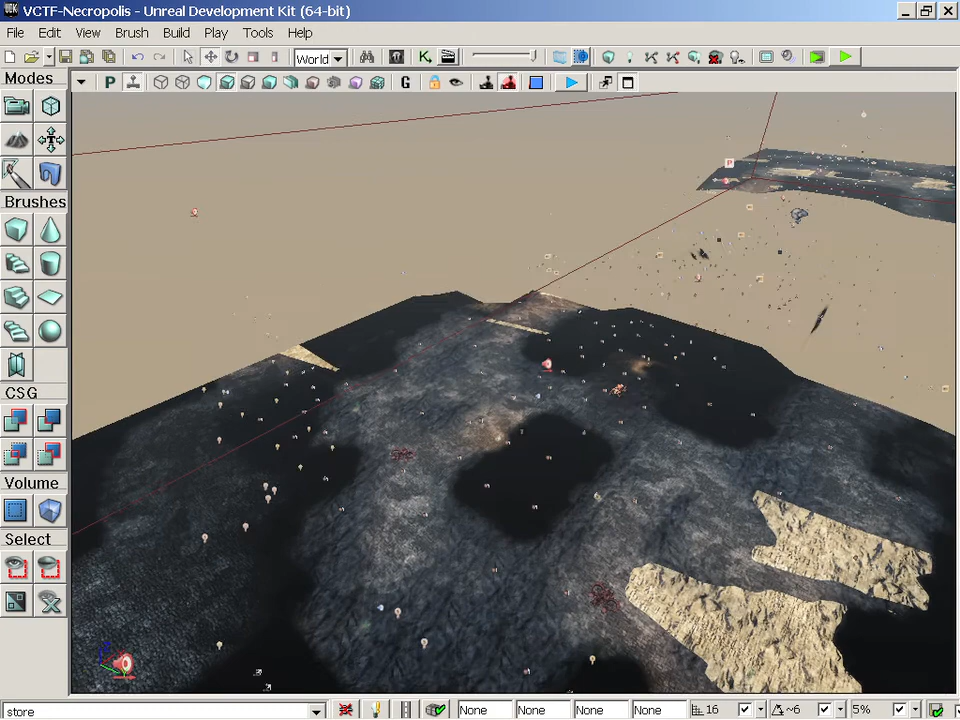 VCTF-Necropolis - Unreal Development Kit (64-bit)
File Edit View Brush Build Play Tools Help
World
Modes
P
G
Brushes
CSG
Volume
Select
P
store
None None None None 16 ~6 5%